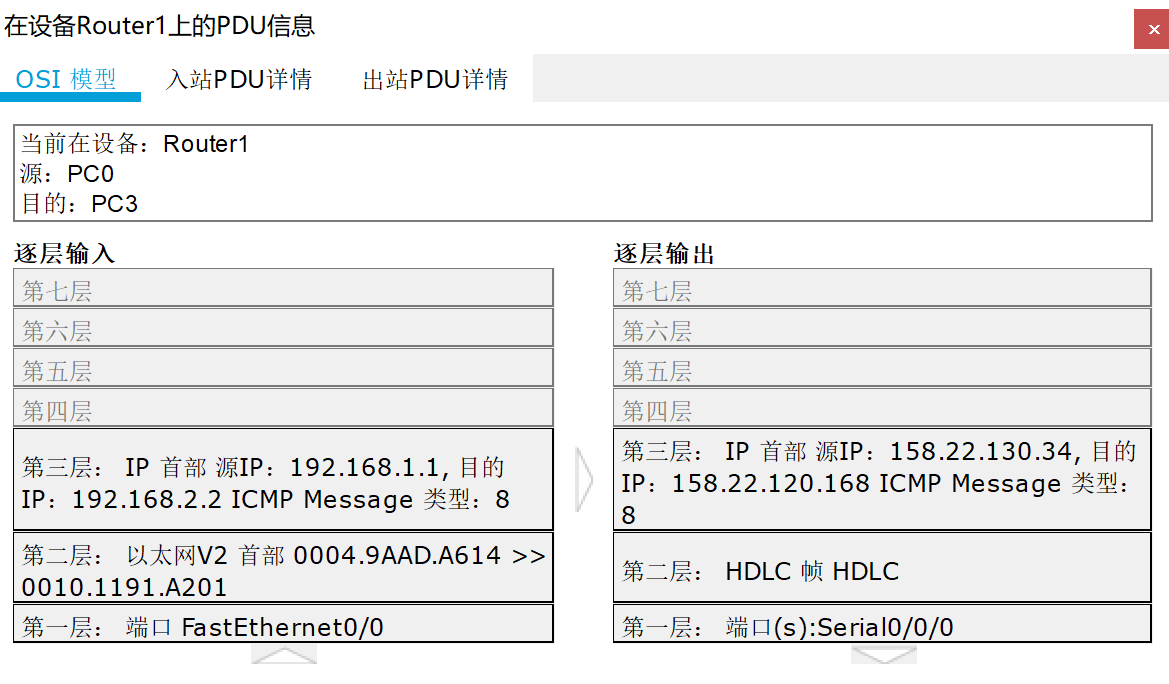 在设备Router1上的PDU信息
×
OSI 模型 入站PDU详情 出站PDU详情
当前在设备：Router1
源：PC0
目的：PC3
逐层输入
第七层
第六层
第五层
第四层
第三层： IP 首部 源IP：192.168.1.1, 目的
IP：192.168.2.2 ICMP Message 类型：8
第二层： 以太网V2 首部 0004.9AAD.A614 >>
0010.1191.A201
第一层： 端口 FastEthernet0/0
逐层输出
第七层
第六层
第五层
第四层
第三层： IP 首部 源IP：158.22.130.34, 目的
IP：158.22.120.168 ICMP Message 类型：
8
第二层： HDLC 帧 HDLC
第一层： 端口(s):Serial0/0/0